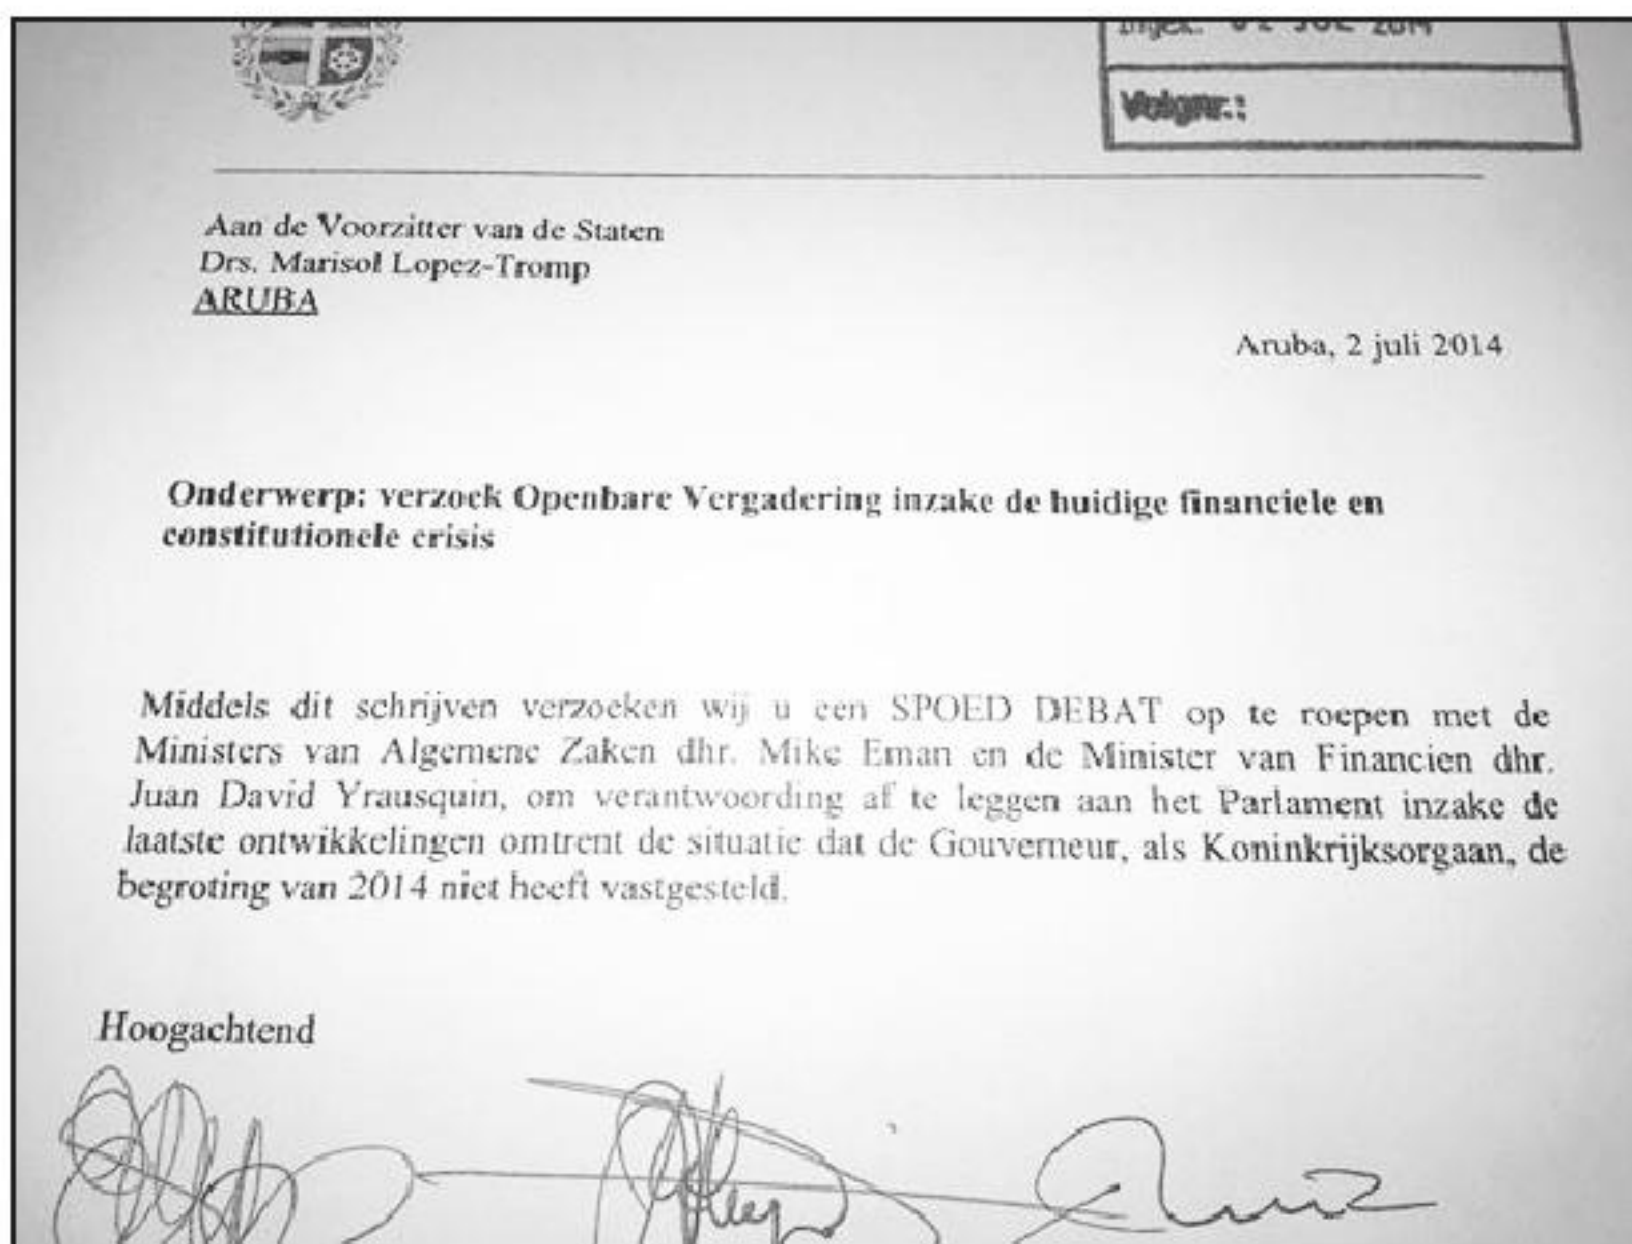 Ingek. 02 JUL 2014
Volgnr.:
Aan de Voorzitter van de Staten
Drs. Marisol Lopez-Tromp
ARUBA
Aruba, 2 juli 2014
Onderwerp: verzoek Openbare Vergadering inzake de huidige financiele en
constitutionele crisis
Middels dit schrijven verzoeken wij u een SPOED DEBAT op te roepen met de
Ministers van Algemene Zaken dhr. Mike Eman en de Minister van Financien dhr.
Juan David Yrausquin, om verantwoording af te leggen aan het Parlament inzake de
laatste ontwikkelingen omtrent de situatie dat de Gouverneur, als Koninkrijksorgaan, de
begroting van 2014 niet heeft vastgesteld.
Hoogachtend